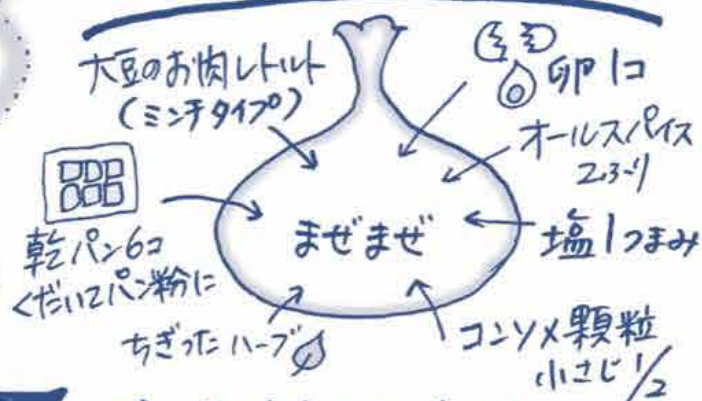 大豆のお肉レトルト
(ミンチタイプ)
卵1コ
オールスパイス
2,3ふり
乾パン6コ
くだいてパン粉に
まぜまぜ
塩1つまみ
ちぎったハーブ
コンソメ顆粒
小さじ1/2